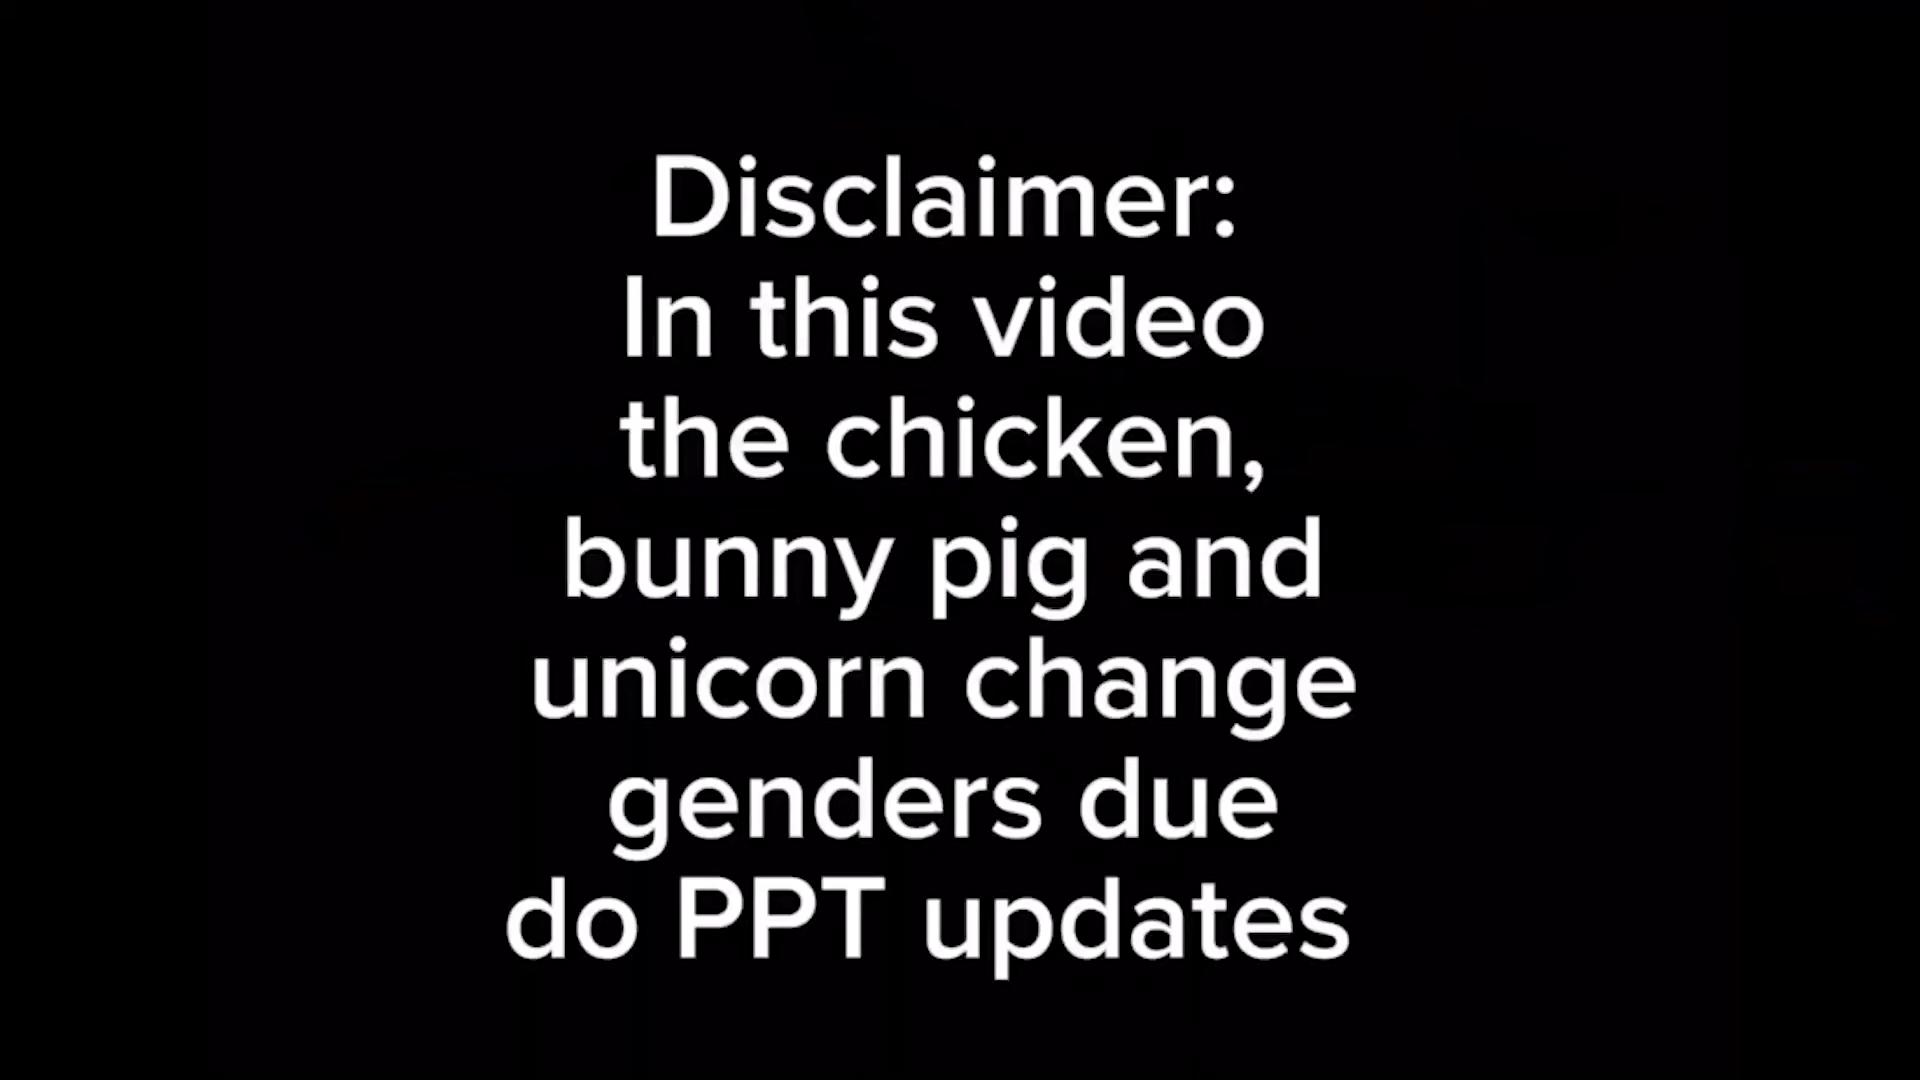 Disclaimer:
In this video
the chicken,
bunny pig and
unicorn change
genders due
do PPT updates